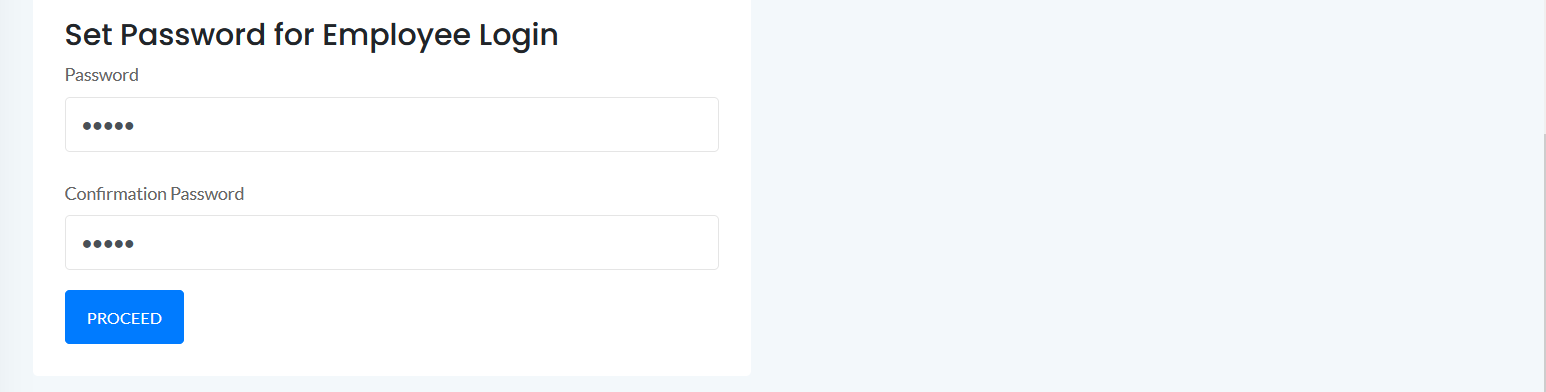 Set Password for Employee Login
Password
•••••
Confirmation Password
•••••
PROCEED